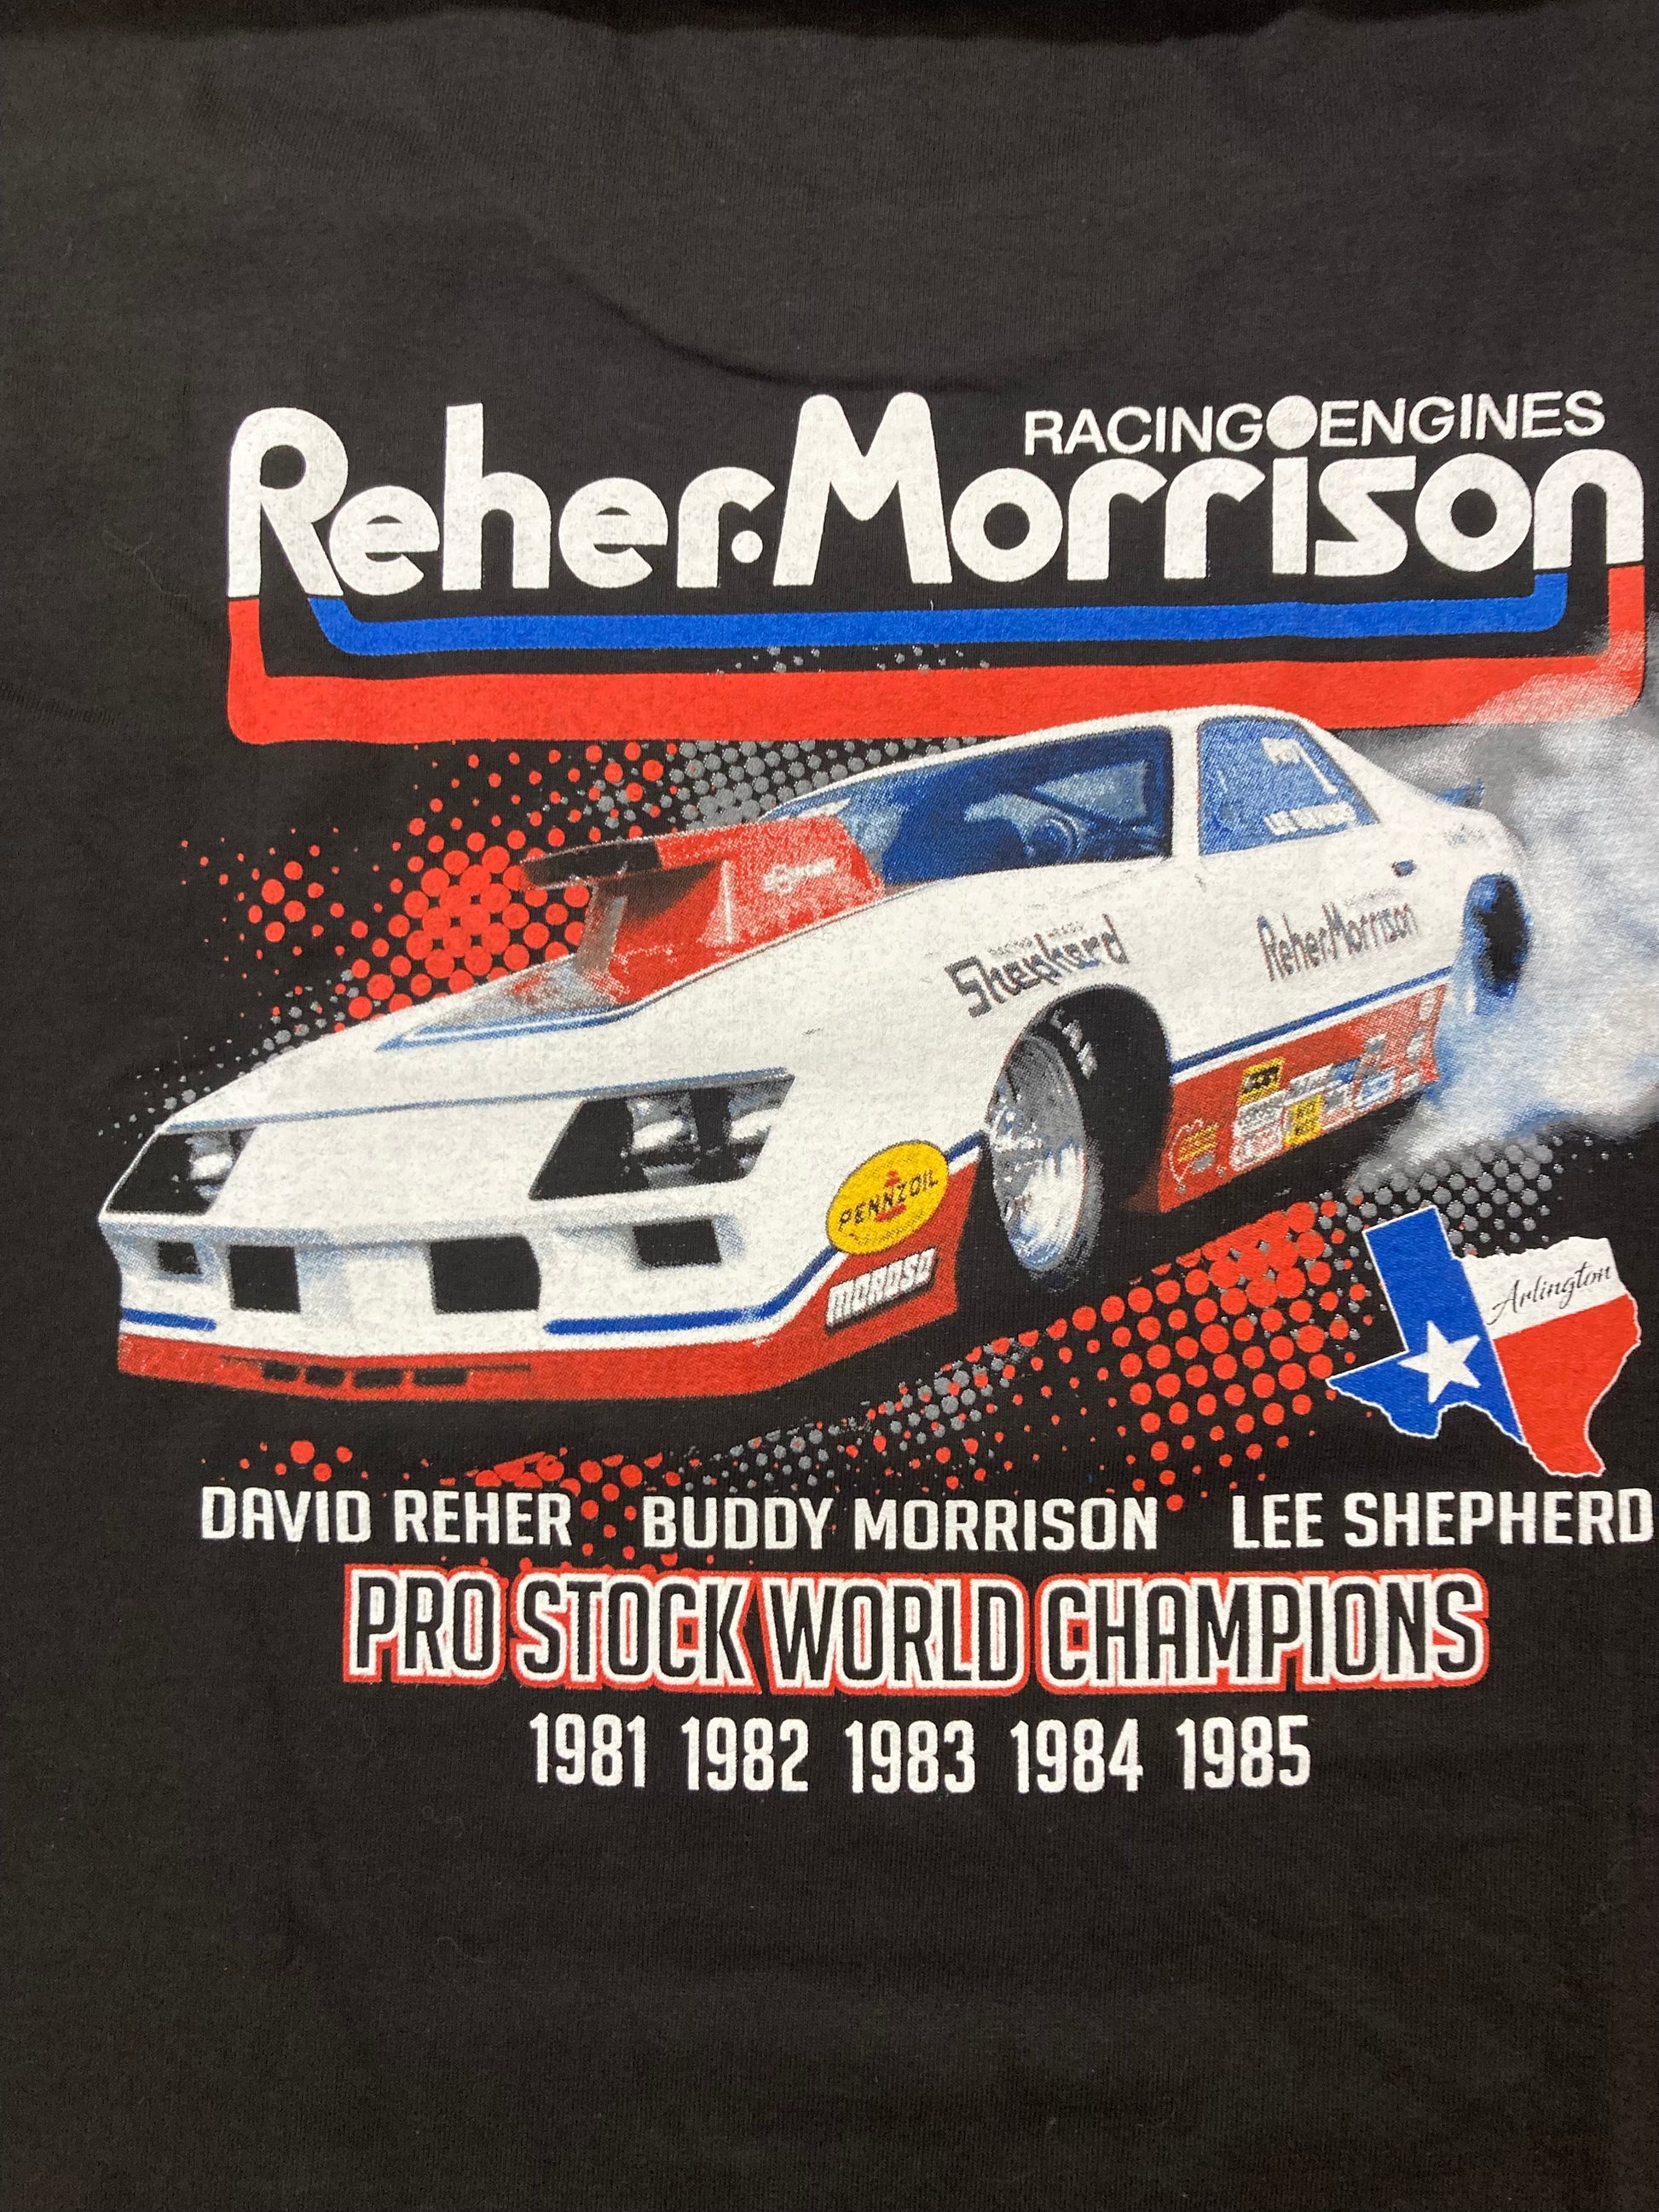 RACING ENGINES
Reher-Morrison
Shepherd
Reher-Morrison
PENNZOIL
moroso
Arlington
DAVID REHER BUDDY MORRISON LEE SHEPHERD
PRO STOCK WORLD CHAMPIONS
1981 1982 1983 1984 1985